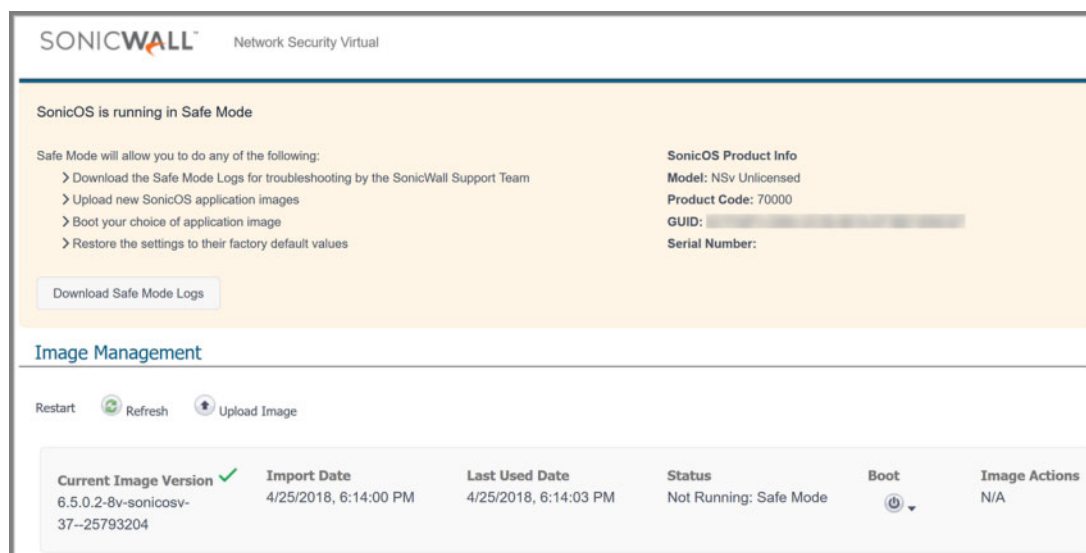 SONICWALL Network Security Virtual
SonicOS is running in Safe Mode
Safe Mode will allow you to do any of the following:
Download the Safe Mode Logs for troubleshooting by the SonicWall Support Team
Upload new SonicOS application images
Boot your choice of application image
Restore the settings to their factory default values
Download Safe Mode Logs
SonicOS Product Info
Model: NSv Unlicensed
Product Code: 70000
GUID:
Serial Number:
Image Management
Restart Refresh Upload Image
Current Image Version Import Date Last Used Date Status Boot Image Actions
6.5.0.2-8v-sonicosv- 4/25/2018, 6:14:00 PM 4/25/2018, 6:14:03 PM Not Running: Safe Mode N/A
37--25793204